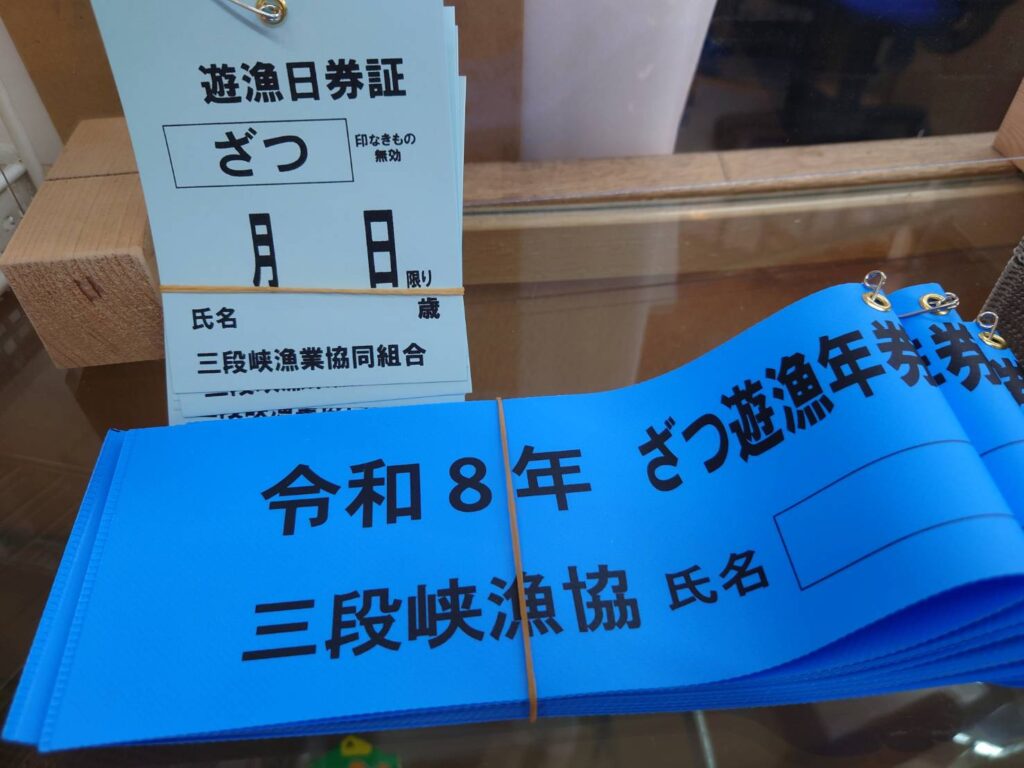 遊漁日券証
ざつ
印なきもの
無効
月 日
限り
氏名 歳
三段峡漁業協同組合
令和8年 ざつ遊漁年券
三段峡漁協 氏名
券